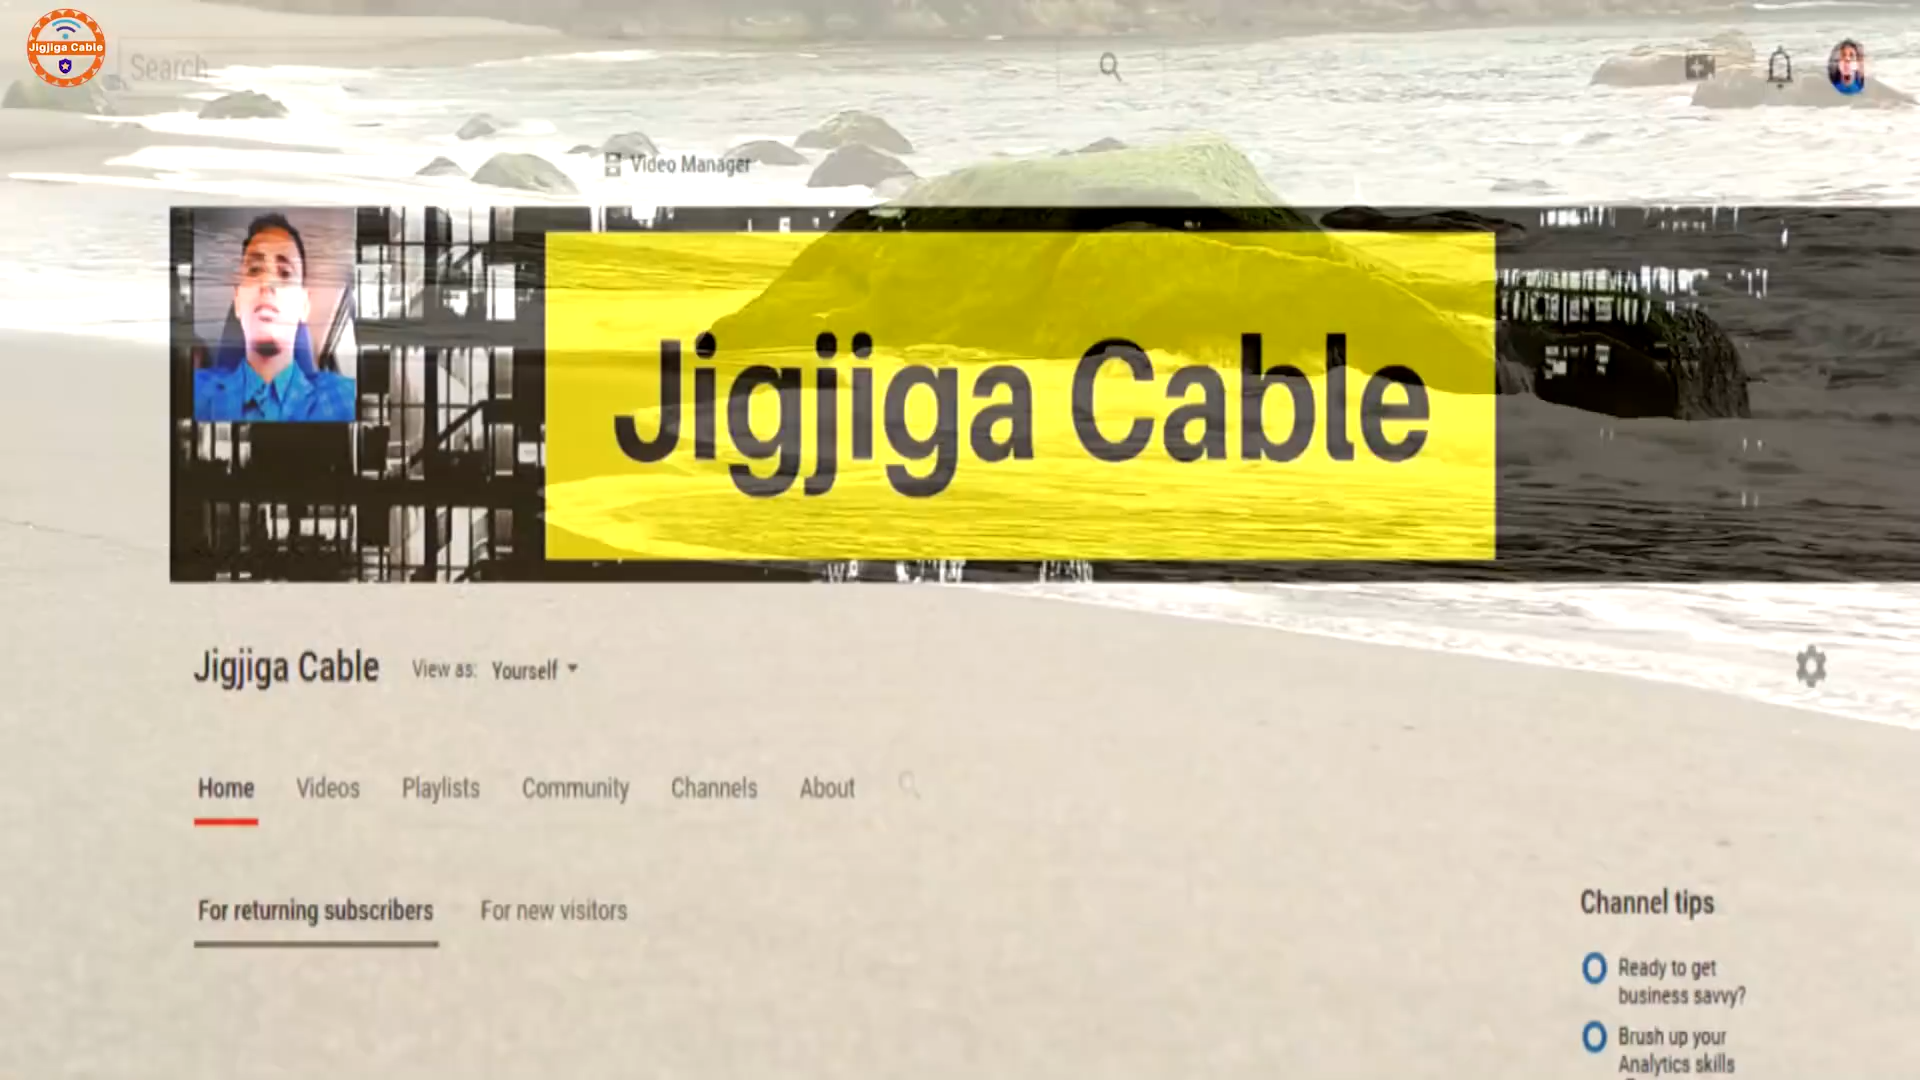 Jigjiga Cable
Search
Video Manager
Jigjiga Cable
Jigjiga Cable View as: Yourself
Home Videos Playlists Community Channels About
For returning subscribers For new visitors
Channel tips
Ready to get
business savvy?
Brush up your
Analytics skills